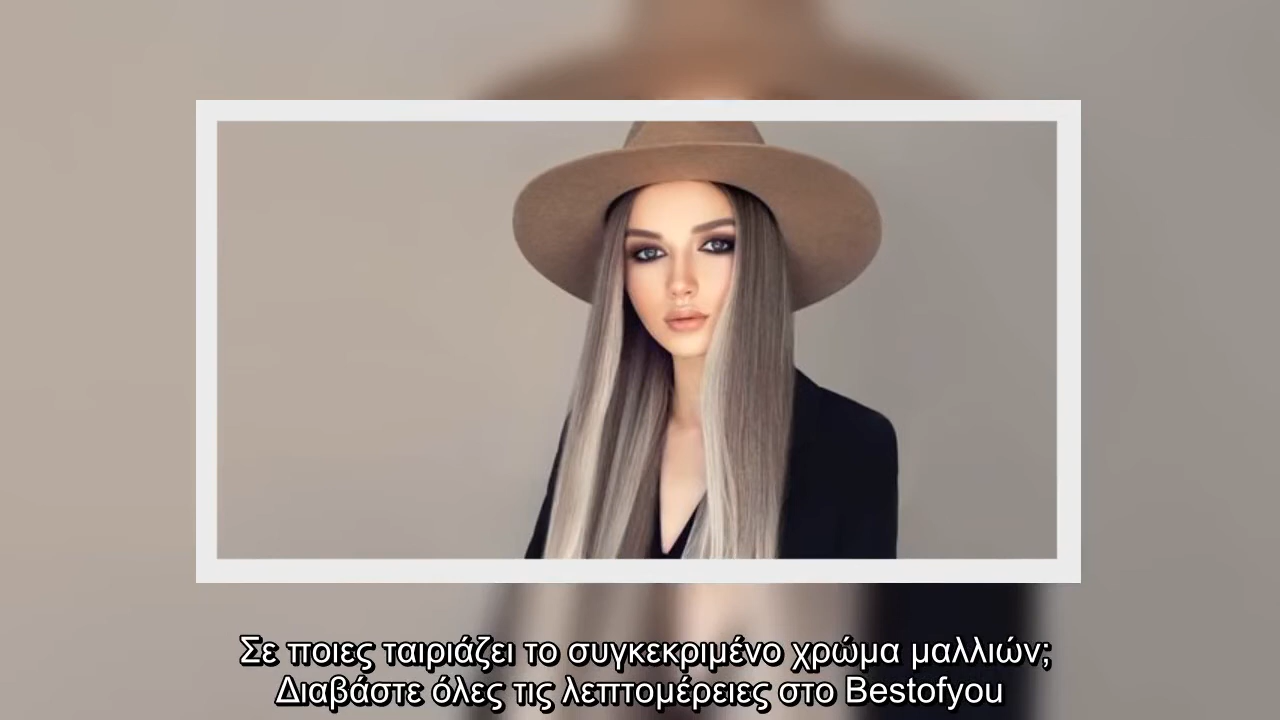 Σε ποιες ταιριάζει το συγκεκριμένο χρώμα μαλλιών;
Διαβάστε όλες τις λεπτομέρειες στο Bestofyou